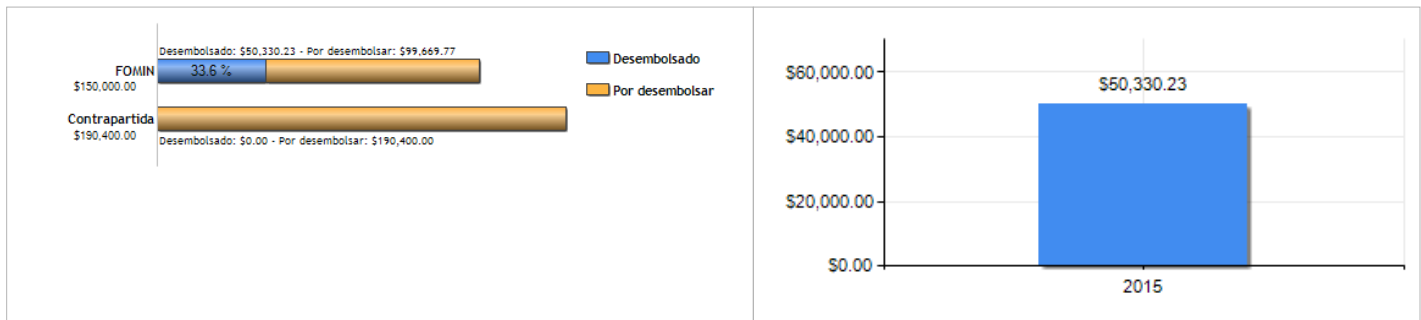 Desembolsado: $50,330.23 - Por desembolsar: $99,669.77
FOMIN
33.6 %
$150,000.00
Contrapartida
$190,400.00
Desembolsado: $0.00 - Por desembolsar: $190,400.00
Desembolsado
Por desembolsar
$60,000.00
$50,330.23
$40,000.00
$20,000.00
$0.00
2015